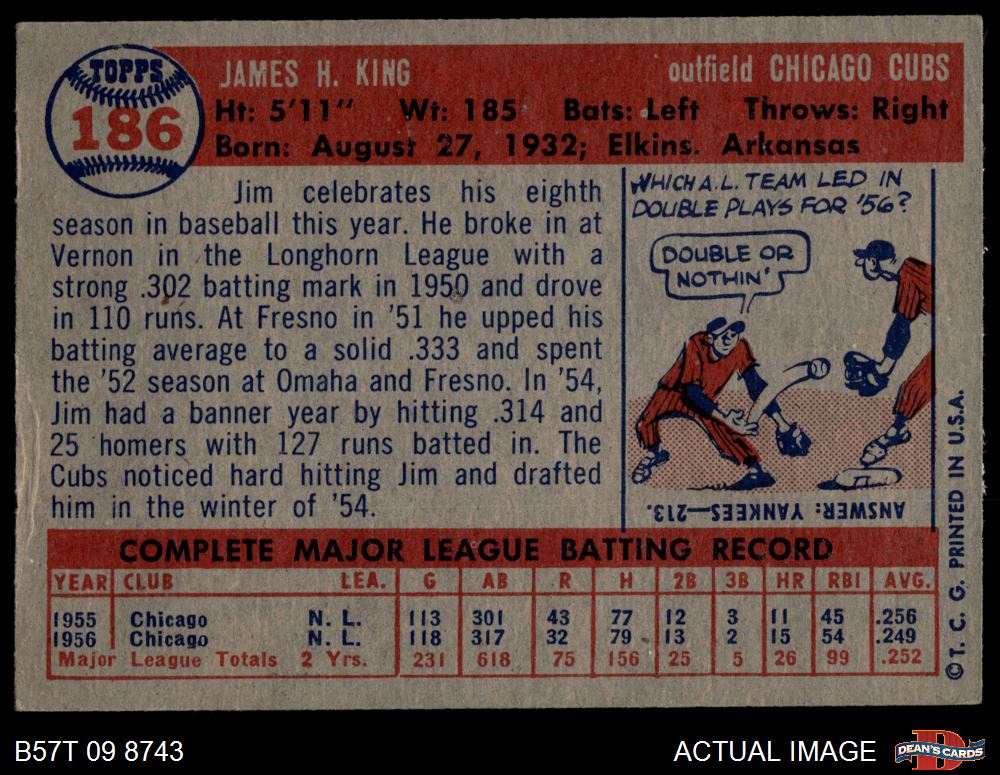 TOPPS
186
JAMES H. KING
outfield CHICAGO CUBS
Ht: 5'11" Wt: 185 Bats: Left Throws: Right
Born: August 27, 1932; Elkins. Arkansas
Jim celebrates his eighth
season in baseball this year. He broke in at
Vernon in the Longhorn League with a
strong .302 batting mark in 1950 and drove
in 110 runs. At Fresno in '51 he upped his
batting average to a solid .333 and spent
the '52 season at Omaha and Fresno. In '54,
Jim had a banner year by hitting .314 and
25 homers with 127 runs batted in. The
Cubs noticed hard hitting Jim and drafted
him in the winter of '54.
WHICH A.L. TEAM LED IN
DOUBLE PLAYS FOR '56?
DOUBLE OR
NOTHIN'
ANSWER: YANKEES—213.
COMPLETE MAJOR LEAGUE BATTING RECORD
YEAR CLUB LEA. G AB R H 2B 3B HR RBI AVG.
1955 Chicago N. L. 113 301 43 77 12 3 11 45 .256
1956 Chicago N. L. 118 317 32 79 13 2 15 54 .249
Major League Totals 2 Yrs. 231 618 75 156 25 5 26 99 .252
©T. C. G. PRINTED IN U.S.A.
B57T 09 8743
ACTUAL IMAGE
D
DEAN'S CARDS